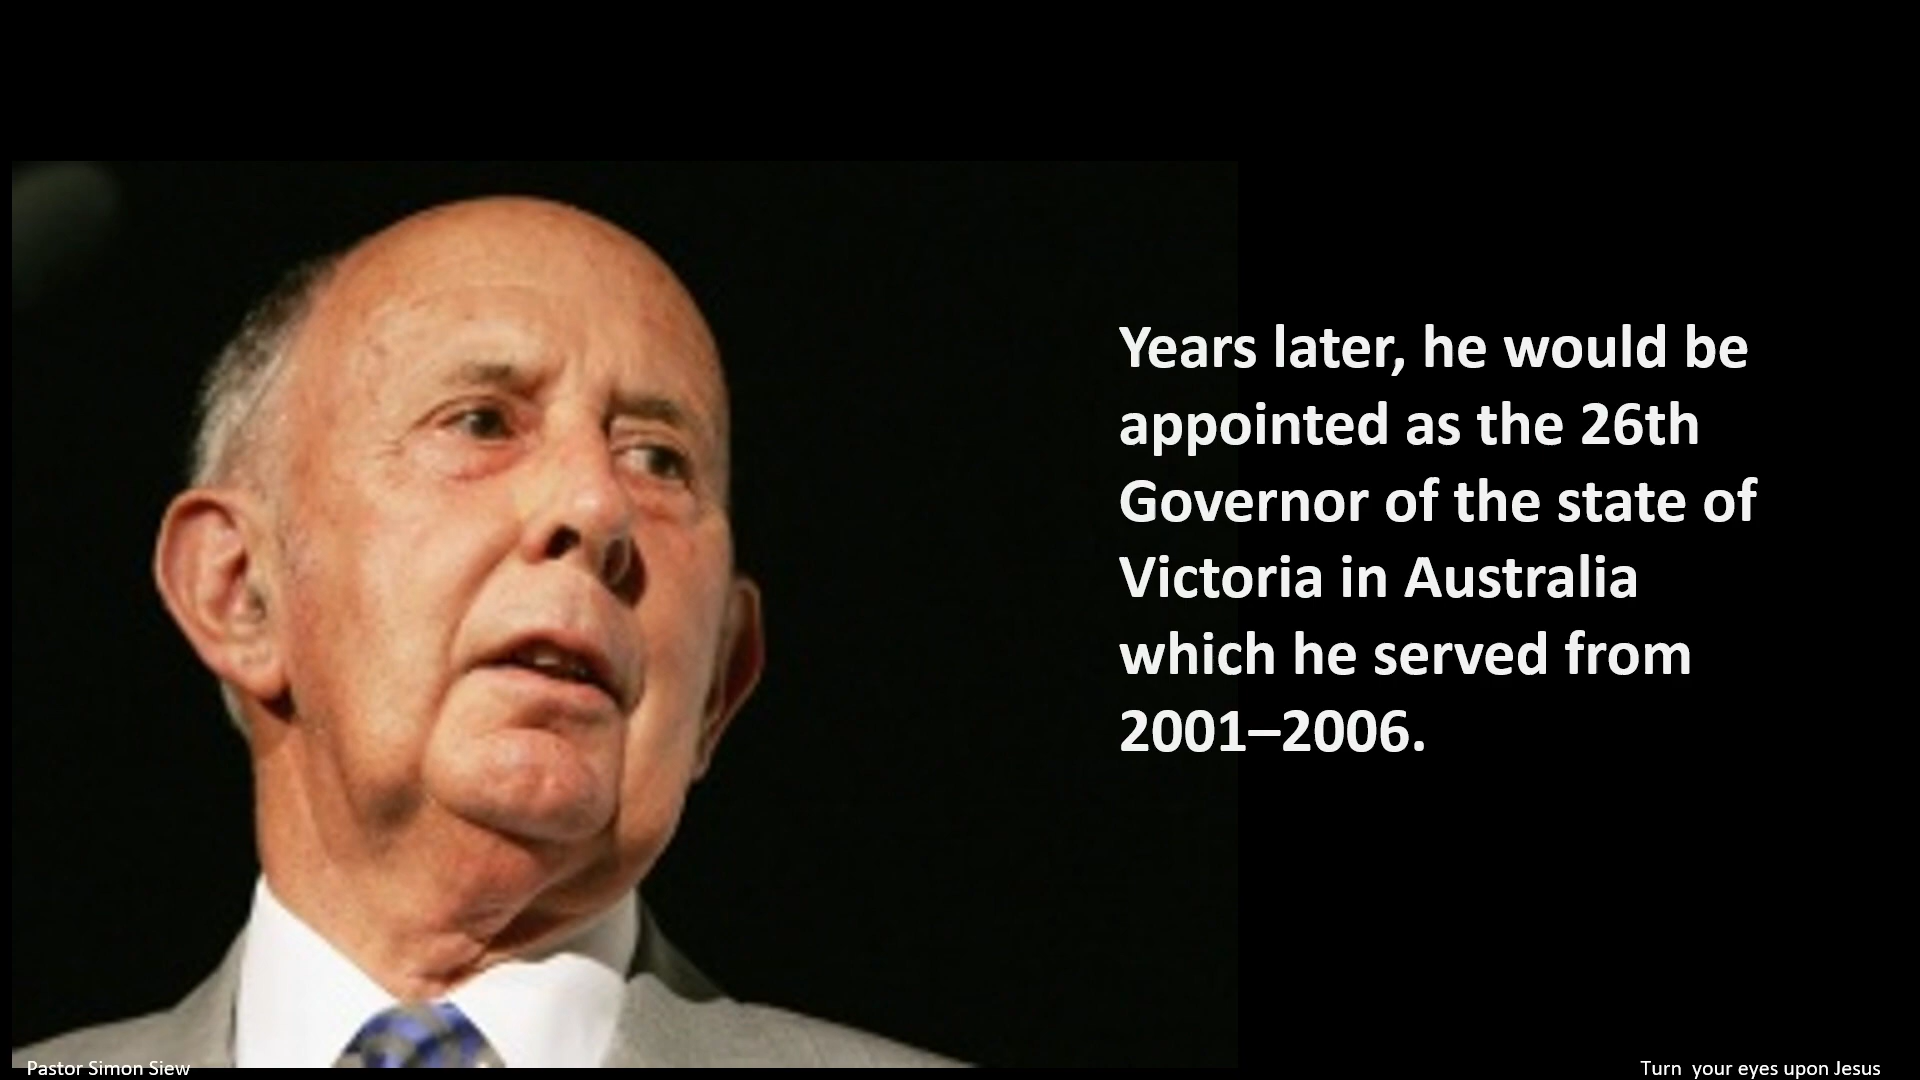 Years later, he would be
appointed as the 26th
Governor of the state of
Victoria in Australia
which he served from
2001–2006.
Pastor Simon Siew
Turn  your eyes upon Jesus